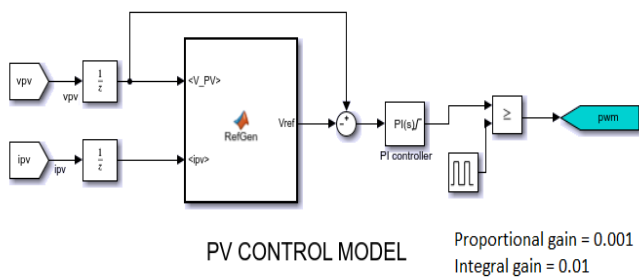 vpv
vpv
1
z
<V_PV>
RefGen
Vref
- +
PI(s)
PI controller
≥
pwm
ipv
ipv
1
z
<ipv>
PV CONTROL MODEL
Proportional gain = 0.001
Integral gain = 0.01